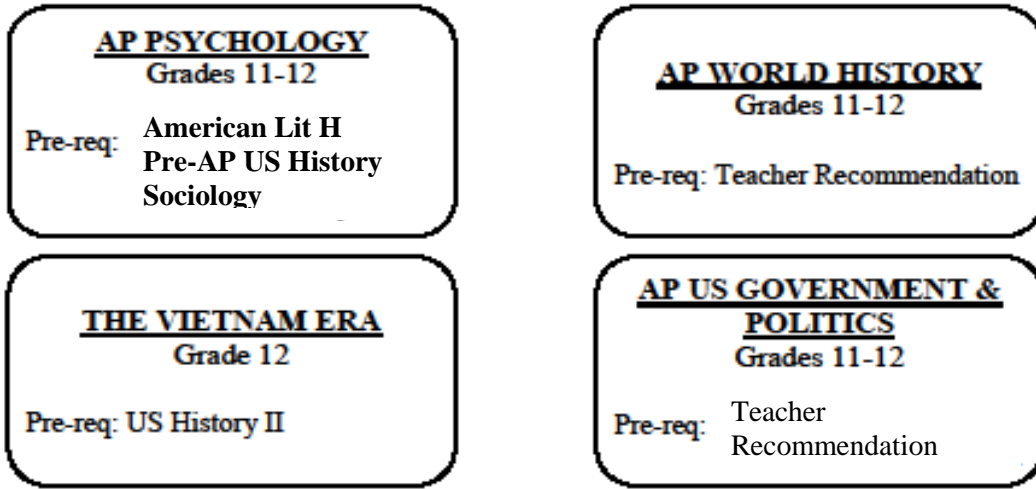 AP PSYCHOLOGY
Grades 11-12
Pre-req: American Lit H
Pre-AP US History
Sociology
AP WORLD HISTORY
Grades 11-12
Pre-req: Teacher Recommendation
THE VIETNAM ERA
Grade 12
Pre-req: US History II
AP US GOVERNMENT &
POLITICS
Grades 11-12
Pre-req: Teacher
Recommendation